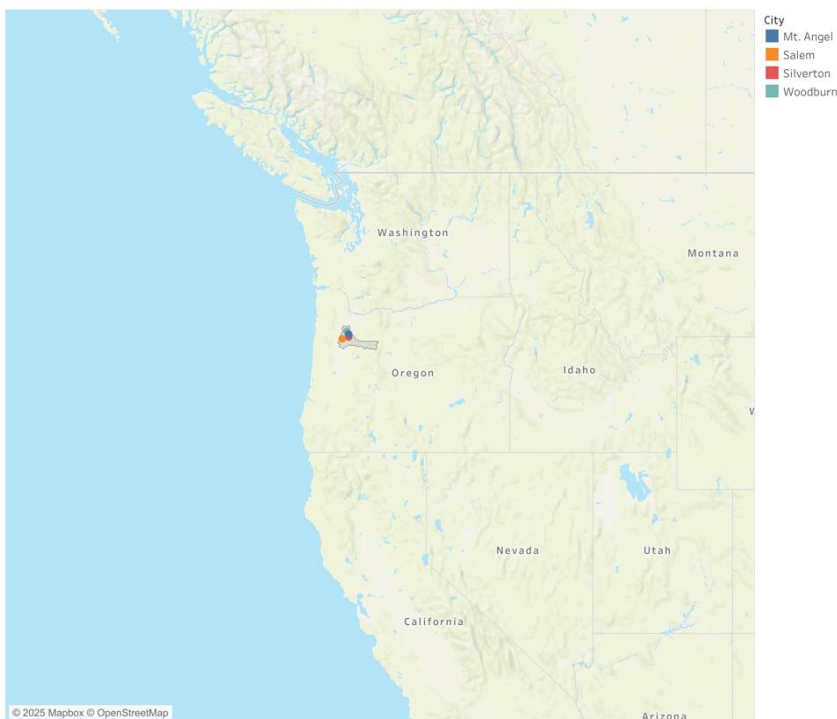 City
Mt. Angel
Salem
Silverton
Woodburn
Washington
Montana
Oregon
Idaho
W
Nevada
Utah
California
Arizona
© 2025 Mapbox © OpenStreetMap